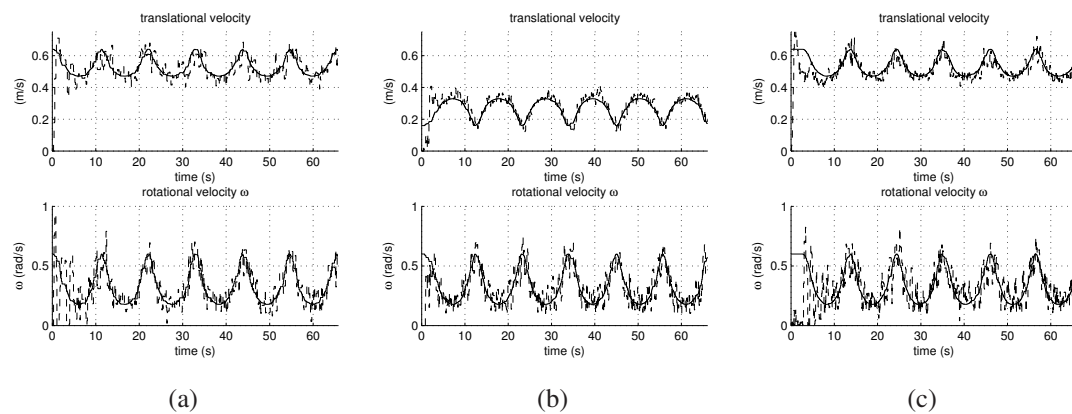 translational velocity
0.6
0.4
0.2
0
(m/s)
0 10 20 30 40 50 60
time (s)
rotational velocity ω
1
0.5
0
ω (rad/s)
0 10 20 30 40 50 60
time (s)
(a)
translational velocity
0.6
0.4
0.2
0
(m/s)
0 10 20 30 40 50 60
time (s)
rotational velocity ω
1
0.5
0
ω (rad/s)
0 10 20 30 40 50 60
time (s)
(b)
translational velocity
0.6
0.4
0.2
0
(m/s)
0 10 20 30 40 50 60
time (s)
rotational velocity ω
1
0.5
0
ω (rad/s)
0 10 20 30 40 50 60
time (s)
(c)